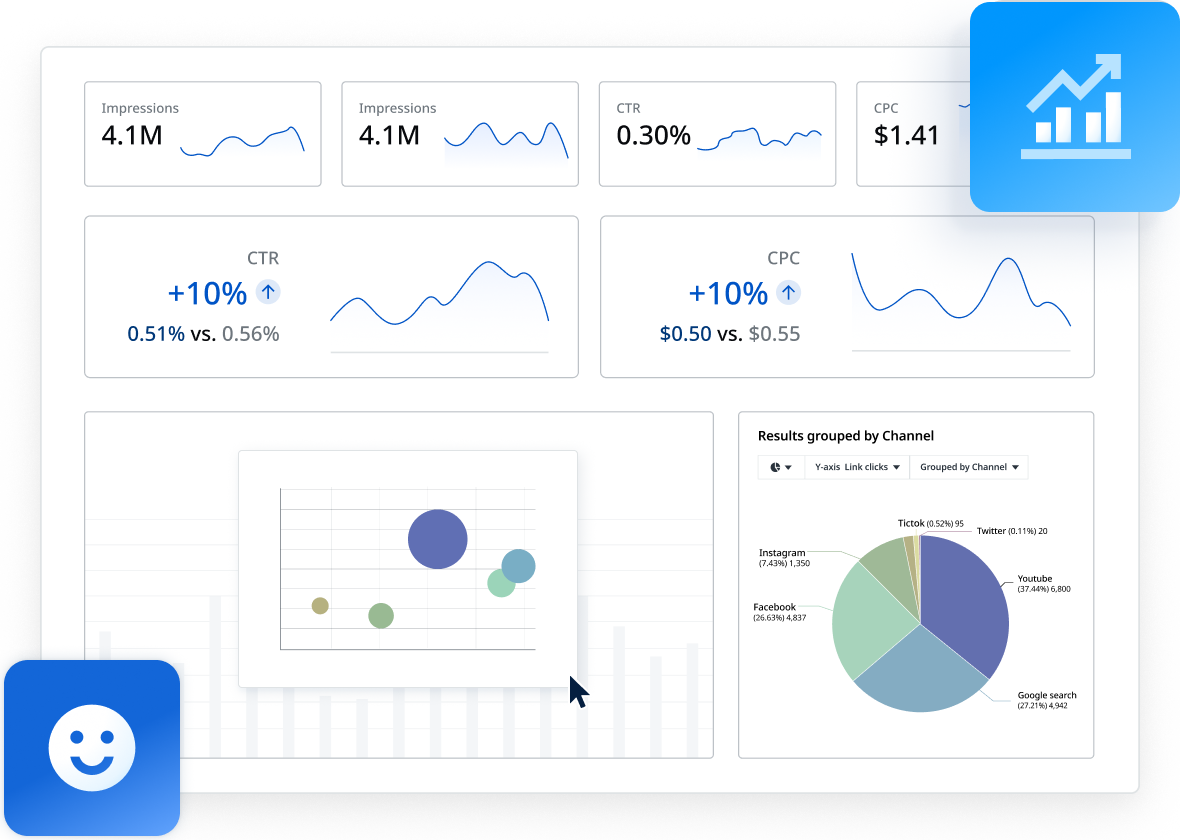 Impressions
4.1M
Impressions
4.1M
CTR
0.30%
CPC
$1.41
CTR
+10%
0.51% vs. 0.56%
CPC
+10%
$0.50 vs. $0.55
Results grouped by Channel
Y-axis Link clicks
Grouped by Channel
Tictok (0.52%) 95
Twitter (0.11%) 20
Instagram
(7.43%) 1,350
Youtube
(37.44%) 6,800
Facebook
(26.63%) 4,837
Google search
(27.21%) 4,942